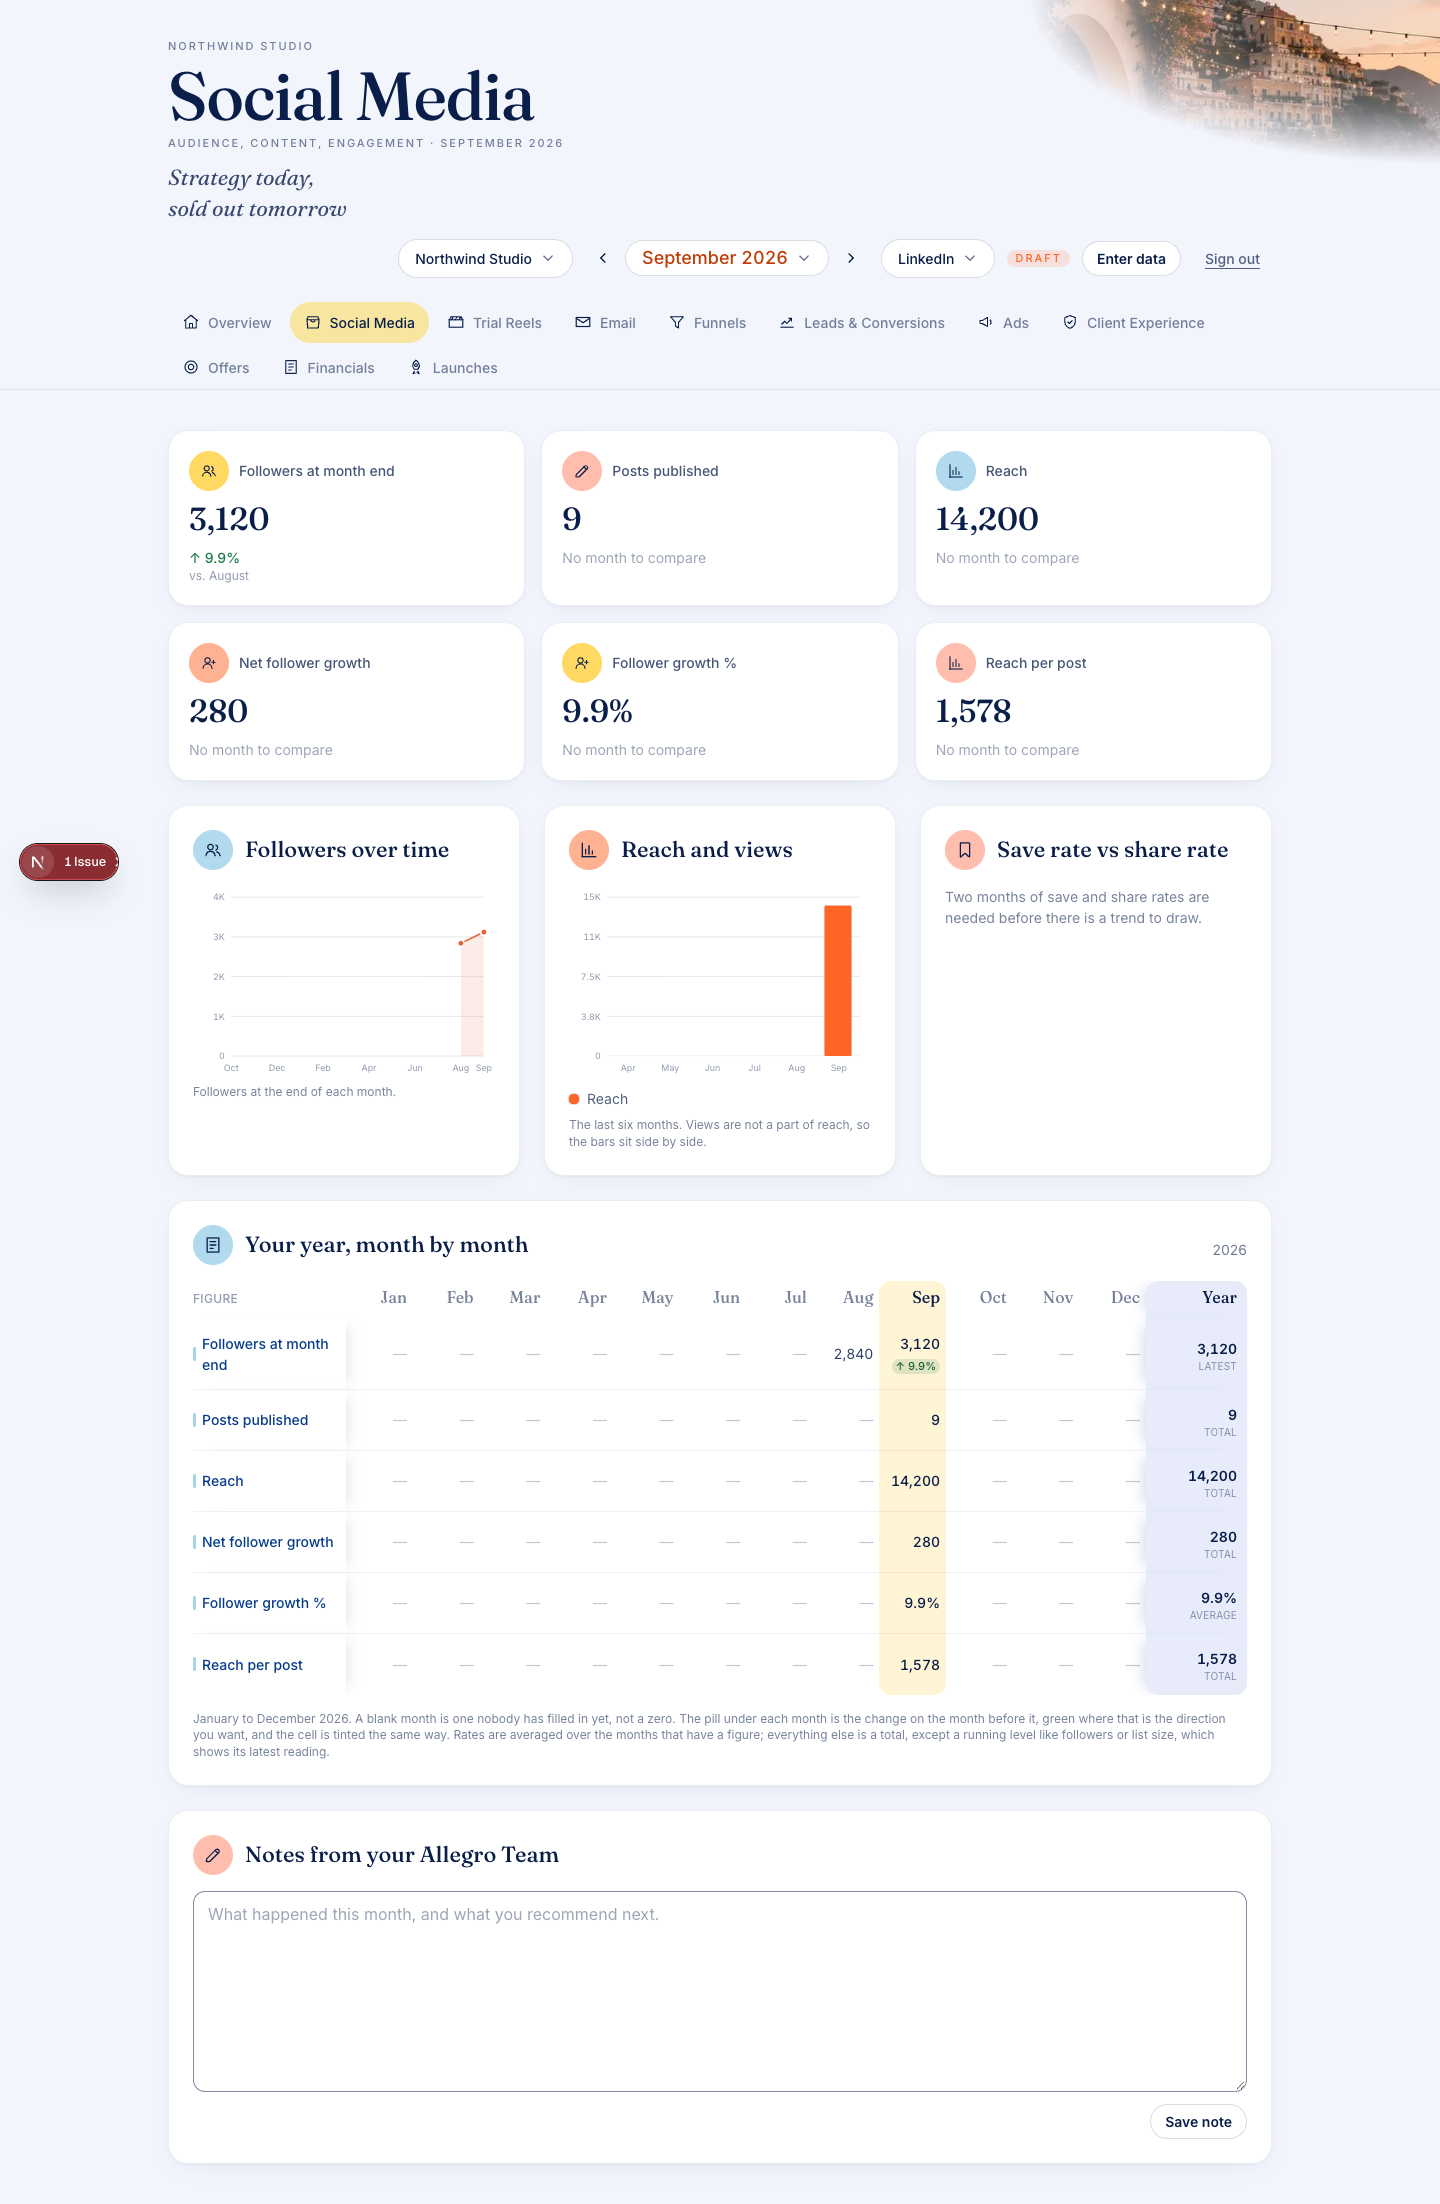 NORTHWIND STUDIO
Social Media
AUDIENCE, CONTENT, ENGAGEMENT · SEPTEMBER 2026
Strategy today,
sold out tomorrow
Northwind Studio
September 2026
LinkedIn
DRAFT
Enter data
Sign out
Overview
Social Media
Trial Reels
Email
Funnels
Leads & Conversions
Ads
Client Experience
Offers
Financials
Launches
Followers at month end
3,120
↑ 9.9%
vs. August
Posts published
9
No month to compare
Reach
14,200
No month to compare
Net follower growth
280
No month to compare
Follower growth %
9.9%
No month to compare
Reach per post
1,578
No month to compare
N 1 Issue
Followers over time
4K
3K
2K
1K
0
Oct Dec Feb Apr Jun Aug Sep
Followers at the end of each month.
Reach and views
15K
11K
7.5K
3.8K
0
Apr May Jun Jul Aug Sep
Reach
The last six months. Views are not a part of reach, so
the bars sit side by side.
Save rate vs share rate
Two months of save and share rates are
needed before there is a trend to draw.
Your year, month by month
2026
FIGURE Jan Feb Mar Apr May Jun Jul Aug Sep Oct Nov Dec Year
Followers at month
end
— — — — — — — 2,840 3,120 — — — 3,120
↑ 9.9%
LATEST
Posts published — — — — — — — — 9 — — — 9
TOTAL
Reach — — — — — — — — 14,200 — — — 14,200
TOTAL
Net follower growth — — — — — — — — 280 — — — 280
TOTAL
Follower growth % — — — — — — — — 9.9% — — — 9.9%
AVERAGE
Reach per post — — — — — — — — 1,578 — — — 1,578
TOTAL
January to December 2026. A blank month is one nobody has filled in yet, not a zero. The pill under each month is the change on the month before it, green where that is the direction
you want, and the cell is tinted the same way. Rates are averaged over the months that have a figure; everything else is a total, except a running level like followers or list size, which
shows its latest reading.
Notes from your Allegro Team
What happened this month, and what you recommend next.
Save note